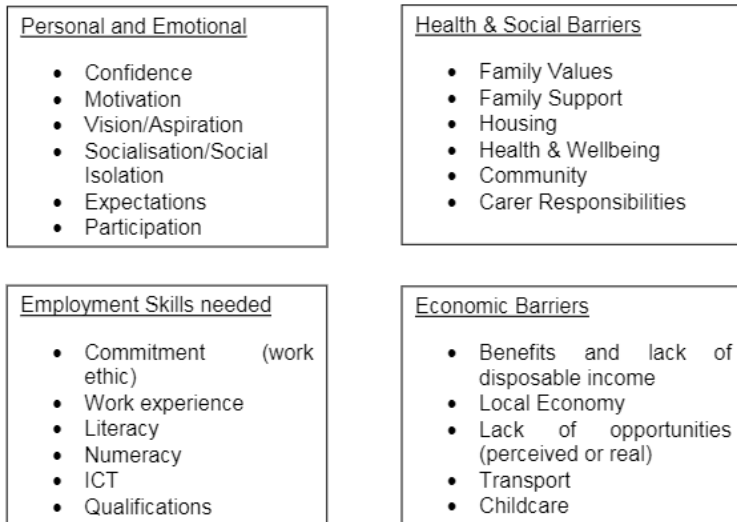 Personal and Emotional
• Confidence
• Motivation
• Vision/Aspiration
• Socialisation/Social
Isolation
• Expectations
• Participation
Health & Social Barriers
• Family Values
• Family Support
• Housing
• Health & Wellbeing
• Community
• Carer Responsibilities
Employment Skills needed
• Commitment (work
ethic)
• Work experience
• Literacy
• Numeracy
• ICT
• Qualifications
Economic Barriers
• Benefits and lack of
disposable income
• Local Economy
• Lack of opportunities
(perceived or real)
• Transport
• Childcare